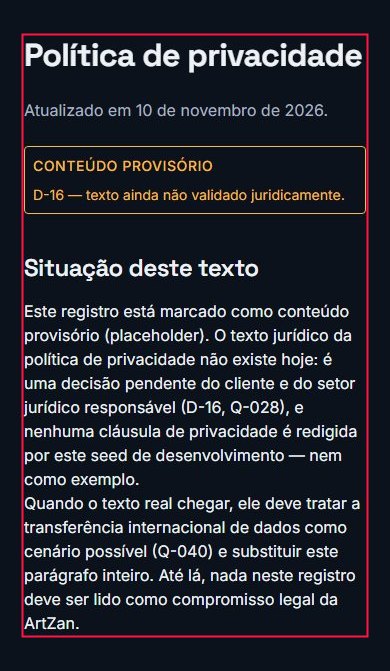 Política de privacidade
Atualizado em 10 de novembro de 2026.
CONTEÚDO PROVISÓRIO
D-16 — texto ainda não validado juridicamente.
Situação deste texto
Este registro está marcado como conteúdo
provisório (placeholder). O texto jurídico da
política de privacidade não existe hoje: é
uma decisão pendente do cliente e do setor
jurídico responsável (D-16, Q-028), e
nenhuma cláusula de privacidade é redigida
por este seed de desenvolvimento — nem
como exemplo.
Quando o texto real chegar, ele deve tratar a
transferência internacional de dados como
cenário possível (Q-040) e substituir este
parágrafo inteiro. Até lá, nada neste registro
deve ser lido como compromisso legal da
ArtZan.